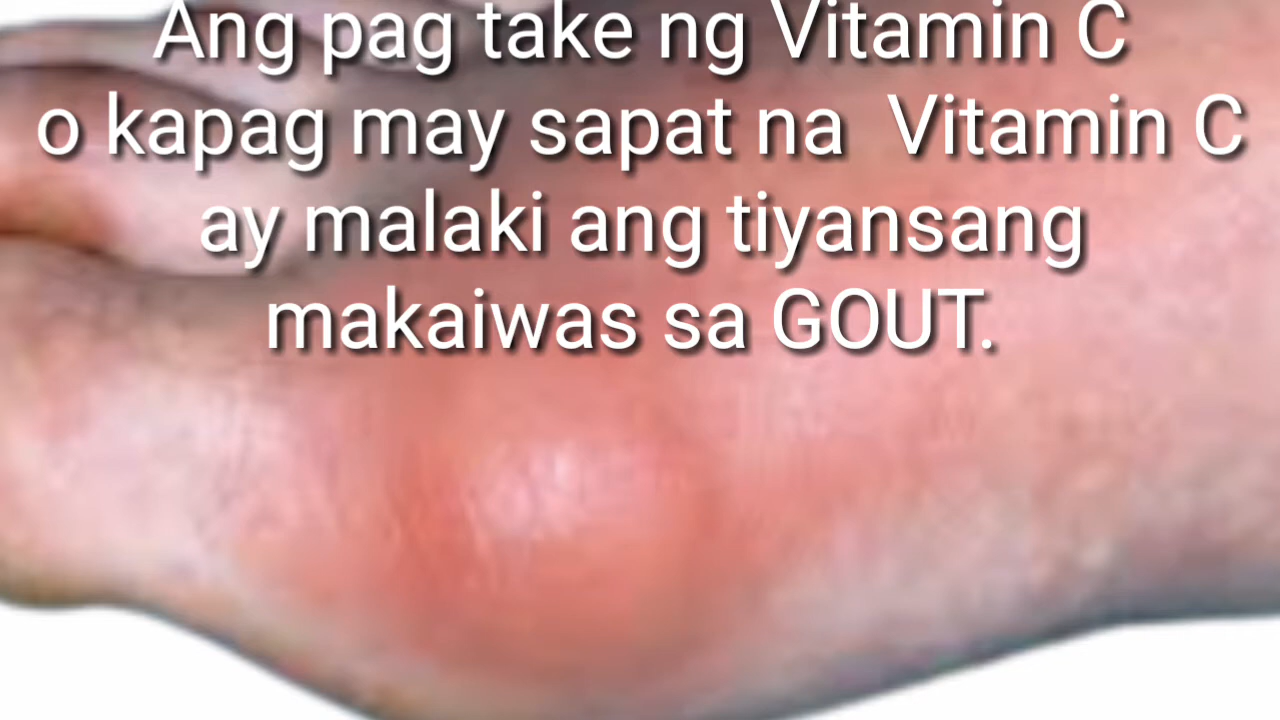 Ang pag take ng Vitamin C
o kapag may sapat na Vitamin C
ay malaki ang tiyansang
makaiwas sa GOUT.